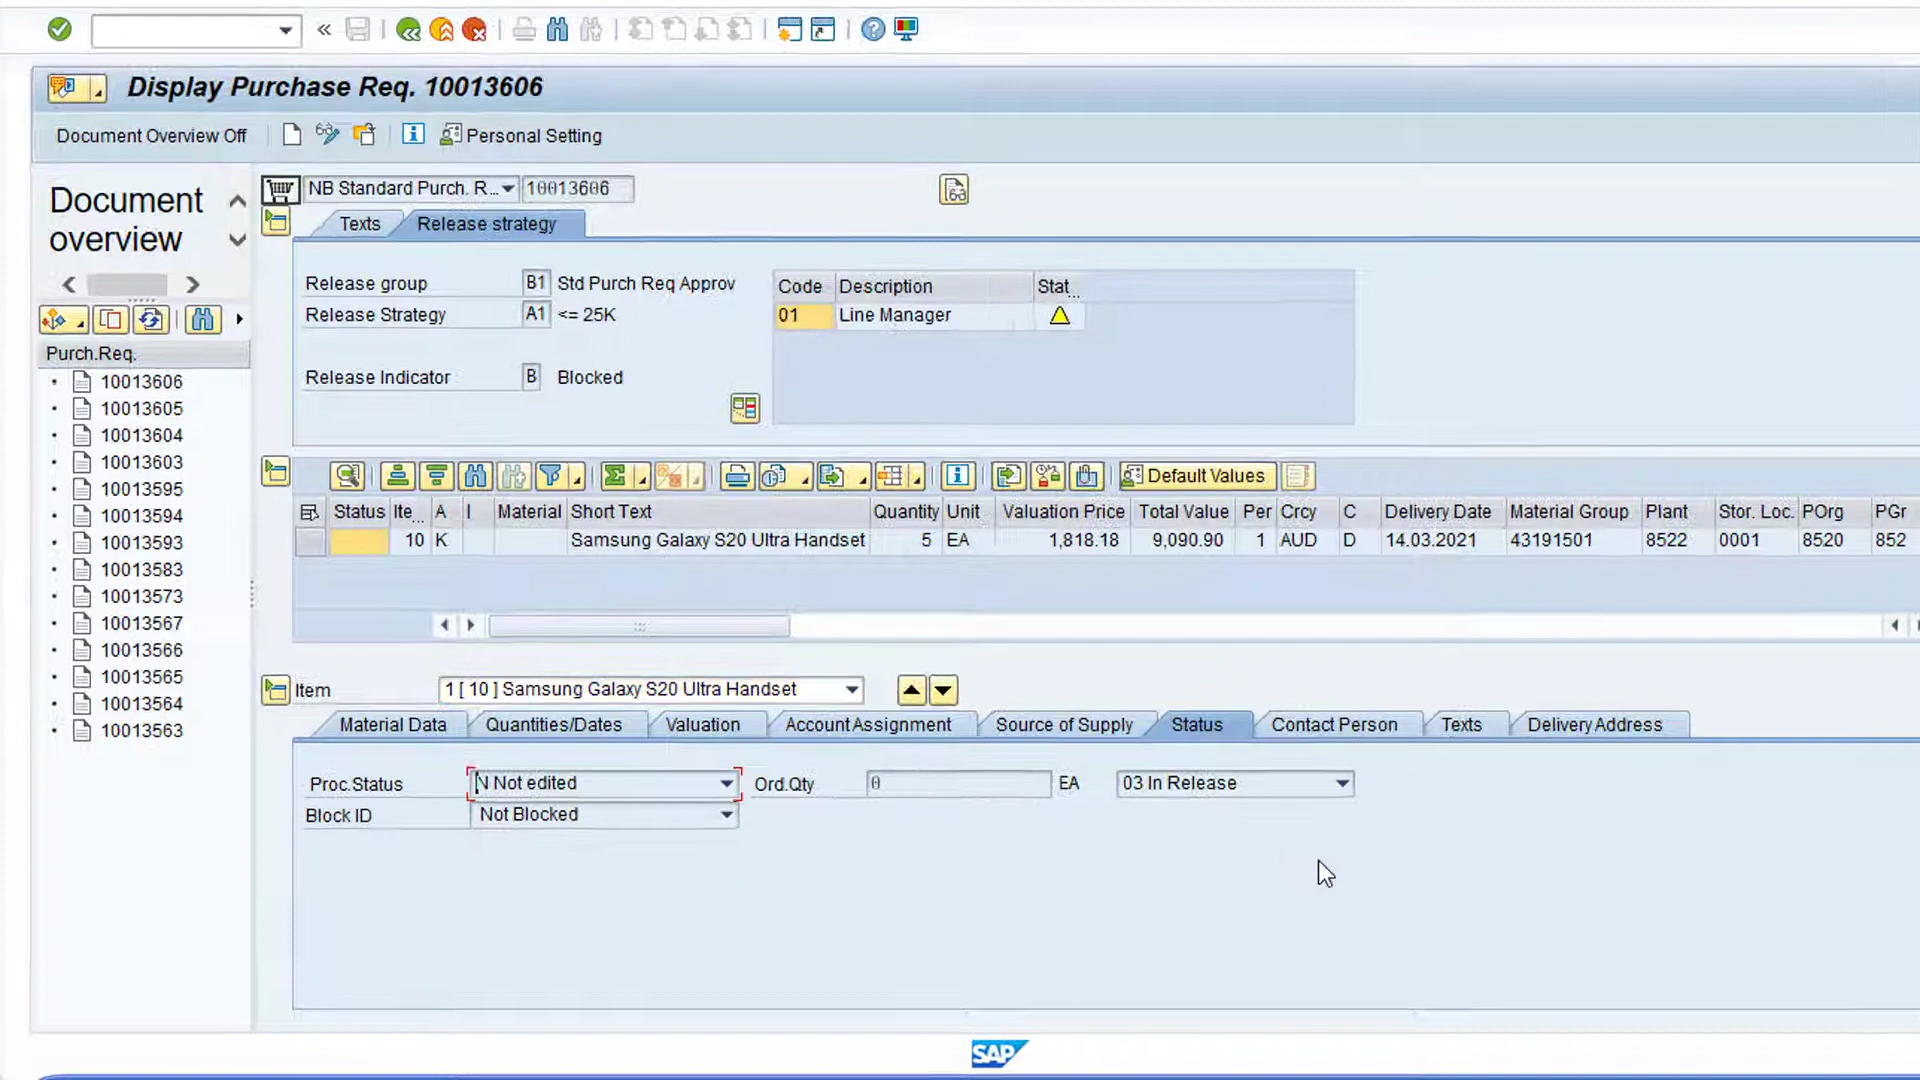 Display Purchase Req. 10013606
Document Overview Off Personal Setting
Document overview
NB Standard Purch. R... 10013606
Texts Release strategy
Release group B1 Std Purch Req Approv
Release Strategy A1 <= 25K
Release Indicator B Blocked
Code Description Stat...
01 Line Manager
Purch.Req.
10013606
10013605
10013604
10013603
10013595
10013594
10013593
10013583
10013573
10013567
10013566
10013565
10013564
10013563
Default Values
Status Ite... A I Material Short Text Quantity Unit Valuation Price Total Value Per Crcy C Delivery Date Material Group Plant Stor. Loc. POrg PGr
10 K Samsung Galaxy S20 Ultra Handset 5 EA 1,818.18 9,090.90 1 AUD D 14.03.2021 43191501 8522 0001 8520 852
Item 1 [ 10 ] Samsung Galaxy S20 Ultra Handset
Material Data Quantities/Dates Valuation Account Assignment Source of Supply Status Contact Person Texts Delivery Address
Proc.Status N Not edited Ord.Qty 0 EA 03 In Release
Block ID Not Blocked
SAP